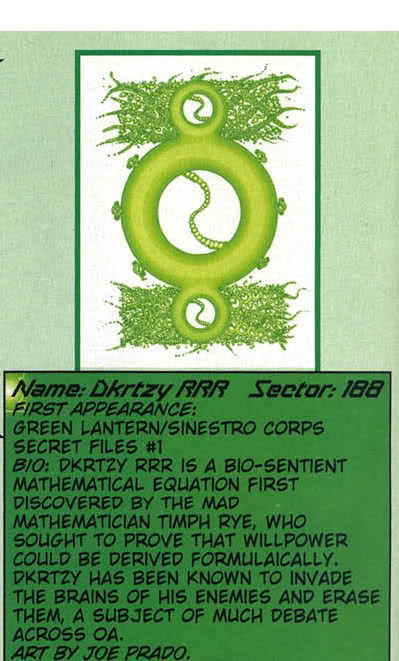 Name: Dkrtzy RRR Sector: 188
FIRST APPEARANCE:
GREEN LANTERN/SINESTRO CORPS
SECRET FILES #1
BIO: DKRTZY RRR IS A BIO-SENTIENT
MATHEMATICAL EQUATION FIRST
DISCOVERED BY THE MAD
MATHEMATICIAN TIMPH RYE, WHO
SOUGHT TO PROVE THAT WILLPOWER
COULD BE DERIVED FORMULAICALLY.
DKRTZY HAS BEEN KNOWN TO INVADE
THE BRAINS OF HIS ENEMIES AND ERASE
THEM, A SUBJECT OF MUCH DEBATE
ACROSS OA.
ART BY JOE PRADO.